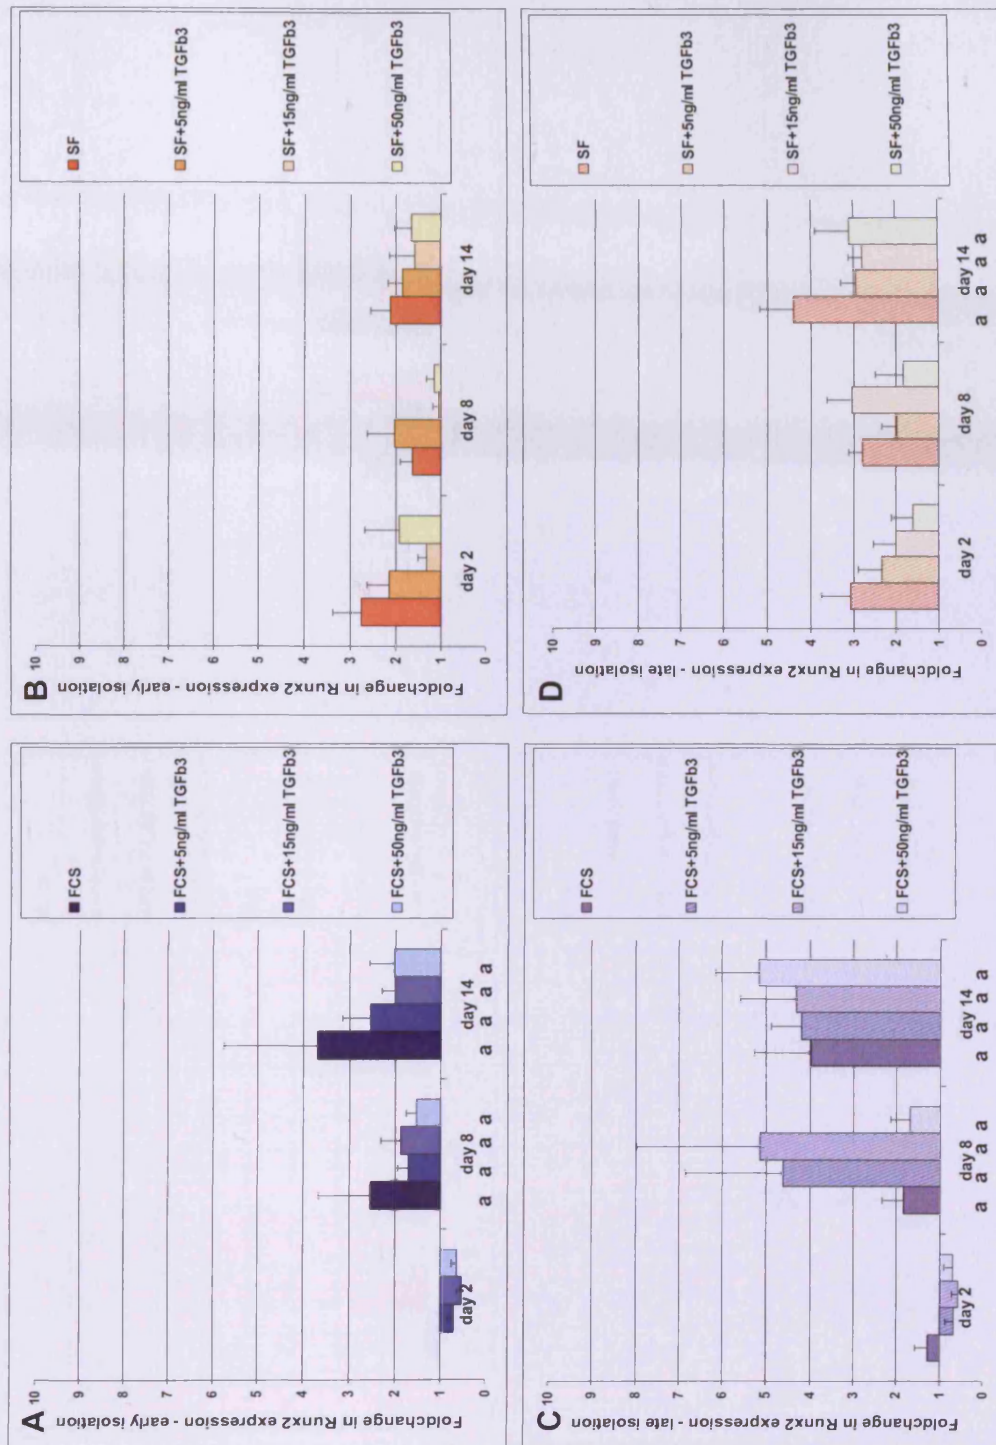 A
Foldchange in Runx2 expression - early isolation
10
9
8
7
6
5
4
3
2
1
0
day 2
day 8
day 14
a a a a
a a a a
FCS
FCS+5ng/ml TGFb3
FCS+15ng/ml TGFb3
FCS+50ng/ml TGFb3
B
Foldchange in Runx2 expression - early isolation
10
9
8
7
6
5
4
3
2
1
0
day 2
day 8
day 14
SF
SF+5ng/ml TGFb3
SF+15ng/ml TGFb3
SF+50ng/ml TGFb3
C
Foldchange in Runx2 expression - late isolation
10
9
8
7
6
5
4
3
2
1
0
day 2
day 8
day 14
a a a a
a a a a
FCS
FCS+5ng/ml TGFb3
FCS+15ng/ml TGFb3
FCS+50ng/ml TGFb3
D
Foldchange in Runx2 expression - late isolation
10
9
8
7
6
5
4
3
2
1
0
day 2
day 8
day 14
a a a a
SF
SF+5ng/ml TGFb3
SF+15ng/ml TGFb3
SF+50ng/ml TGFb3